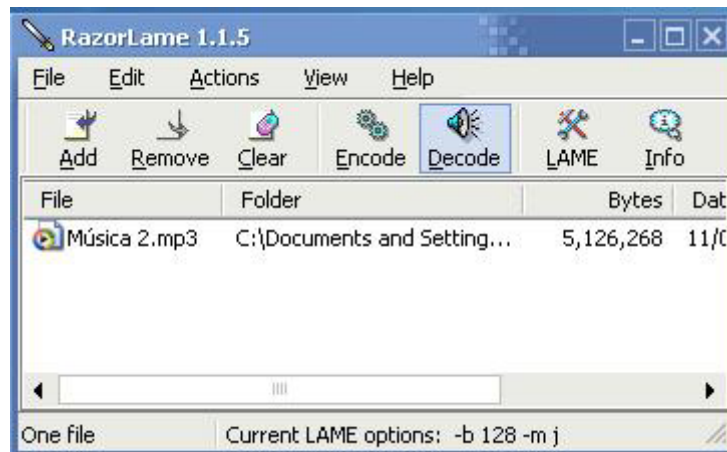 RazorLame 1.1.5
File Edit Actions View Help
Add Remove Clear Encode Decode LAME Info
File Folder Bytes Dat
Música 2.mp3 C:\Documents and Setting... 5,126,268 11/0
One file Current LAME options: -b 128 -m j